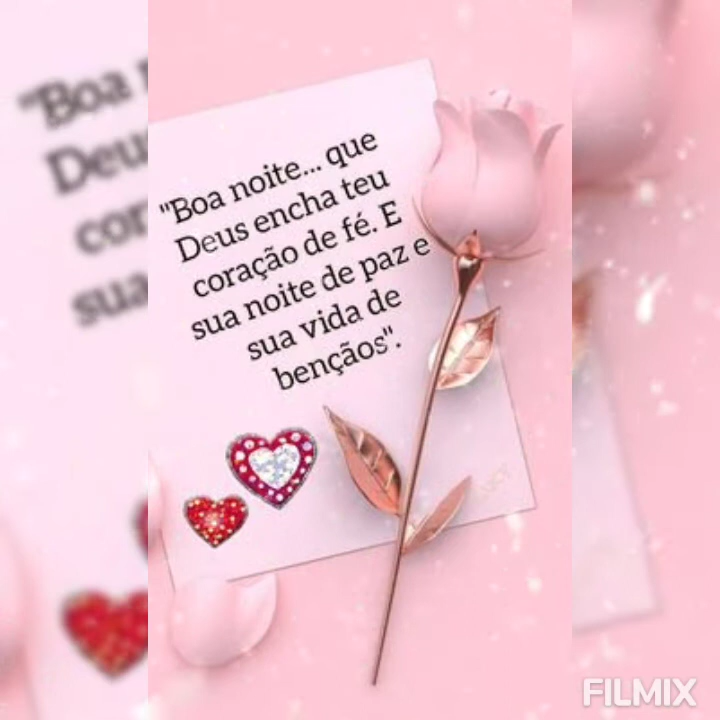 "Boa noite... que
Deus encha teu
coração de fé. E
sua noite de paz e
sua vida de
bençãos".
FILMIX